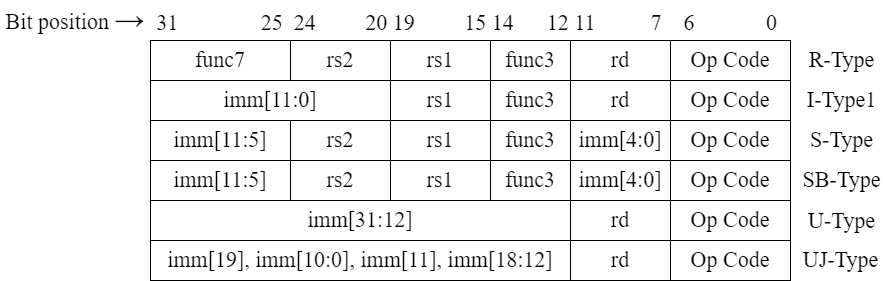 Bit position → 31 25 24 20 19 15 14 12 11 7 6 0
func7 rs2 rs1 func3 rd Op Code R-Type
imm[11:0] rs1 func3 rd Op Code I-Type1
imm[11:5] rs2 rs1 func3 imm[4:0] Op Code S-Type
imm[11:5] rs2 rs1 func3 imm[4:0] Op Code SB-Type
imm[31:12] rd Op Code U-Type
imm[19], imm[10:0], imm[11], imm[18:12] rd Op Code UJ-Type